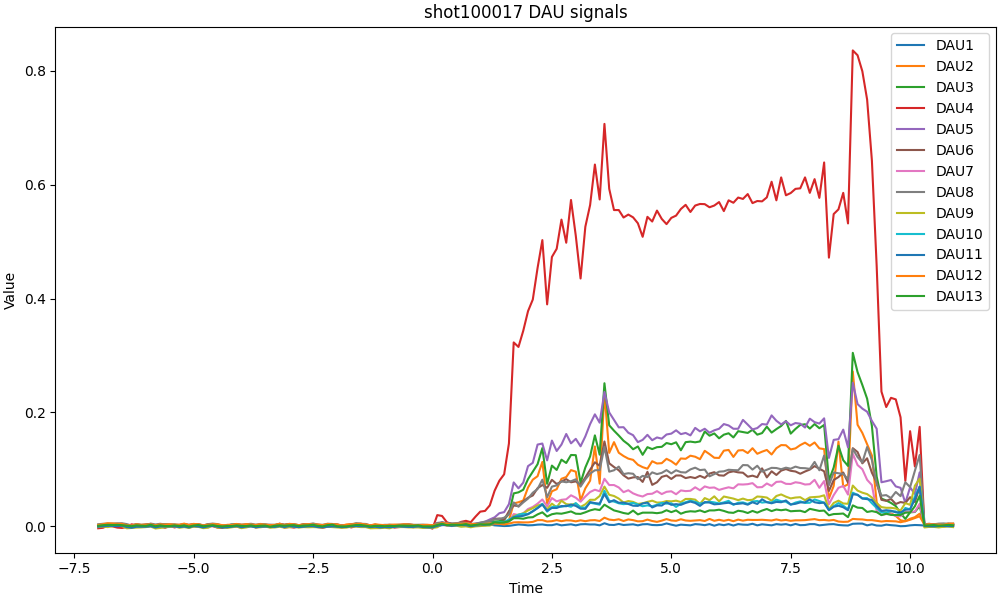 shot100017 DAU signals
Value
0.8
0.6
0.4
0.2
0.0
−7.5
−5.0
−2.5
0.0
2.5
5.0
7.5
10.0
Time
DAU1
DAU2
DAU3
DAU4
DAU5
DAU6
DAU7
DAU8
DAU9
DAU10
DAU11
DAU12
DAU13